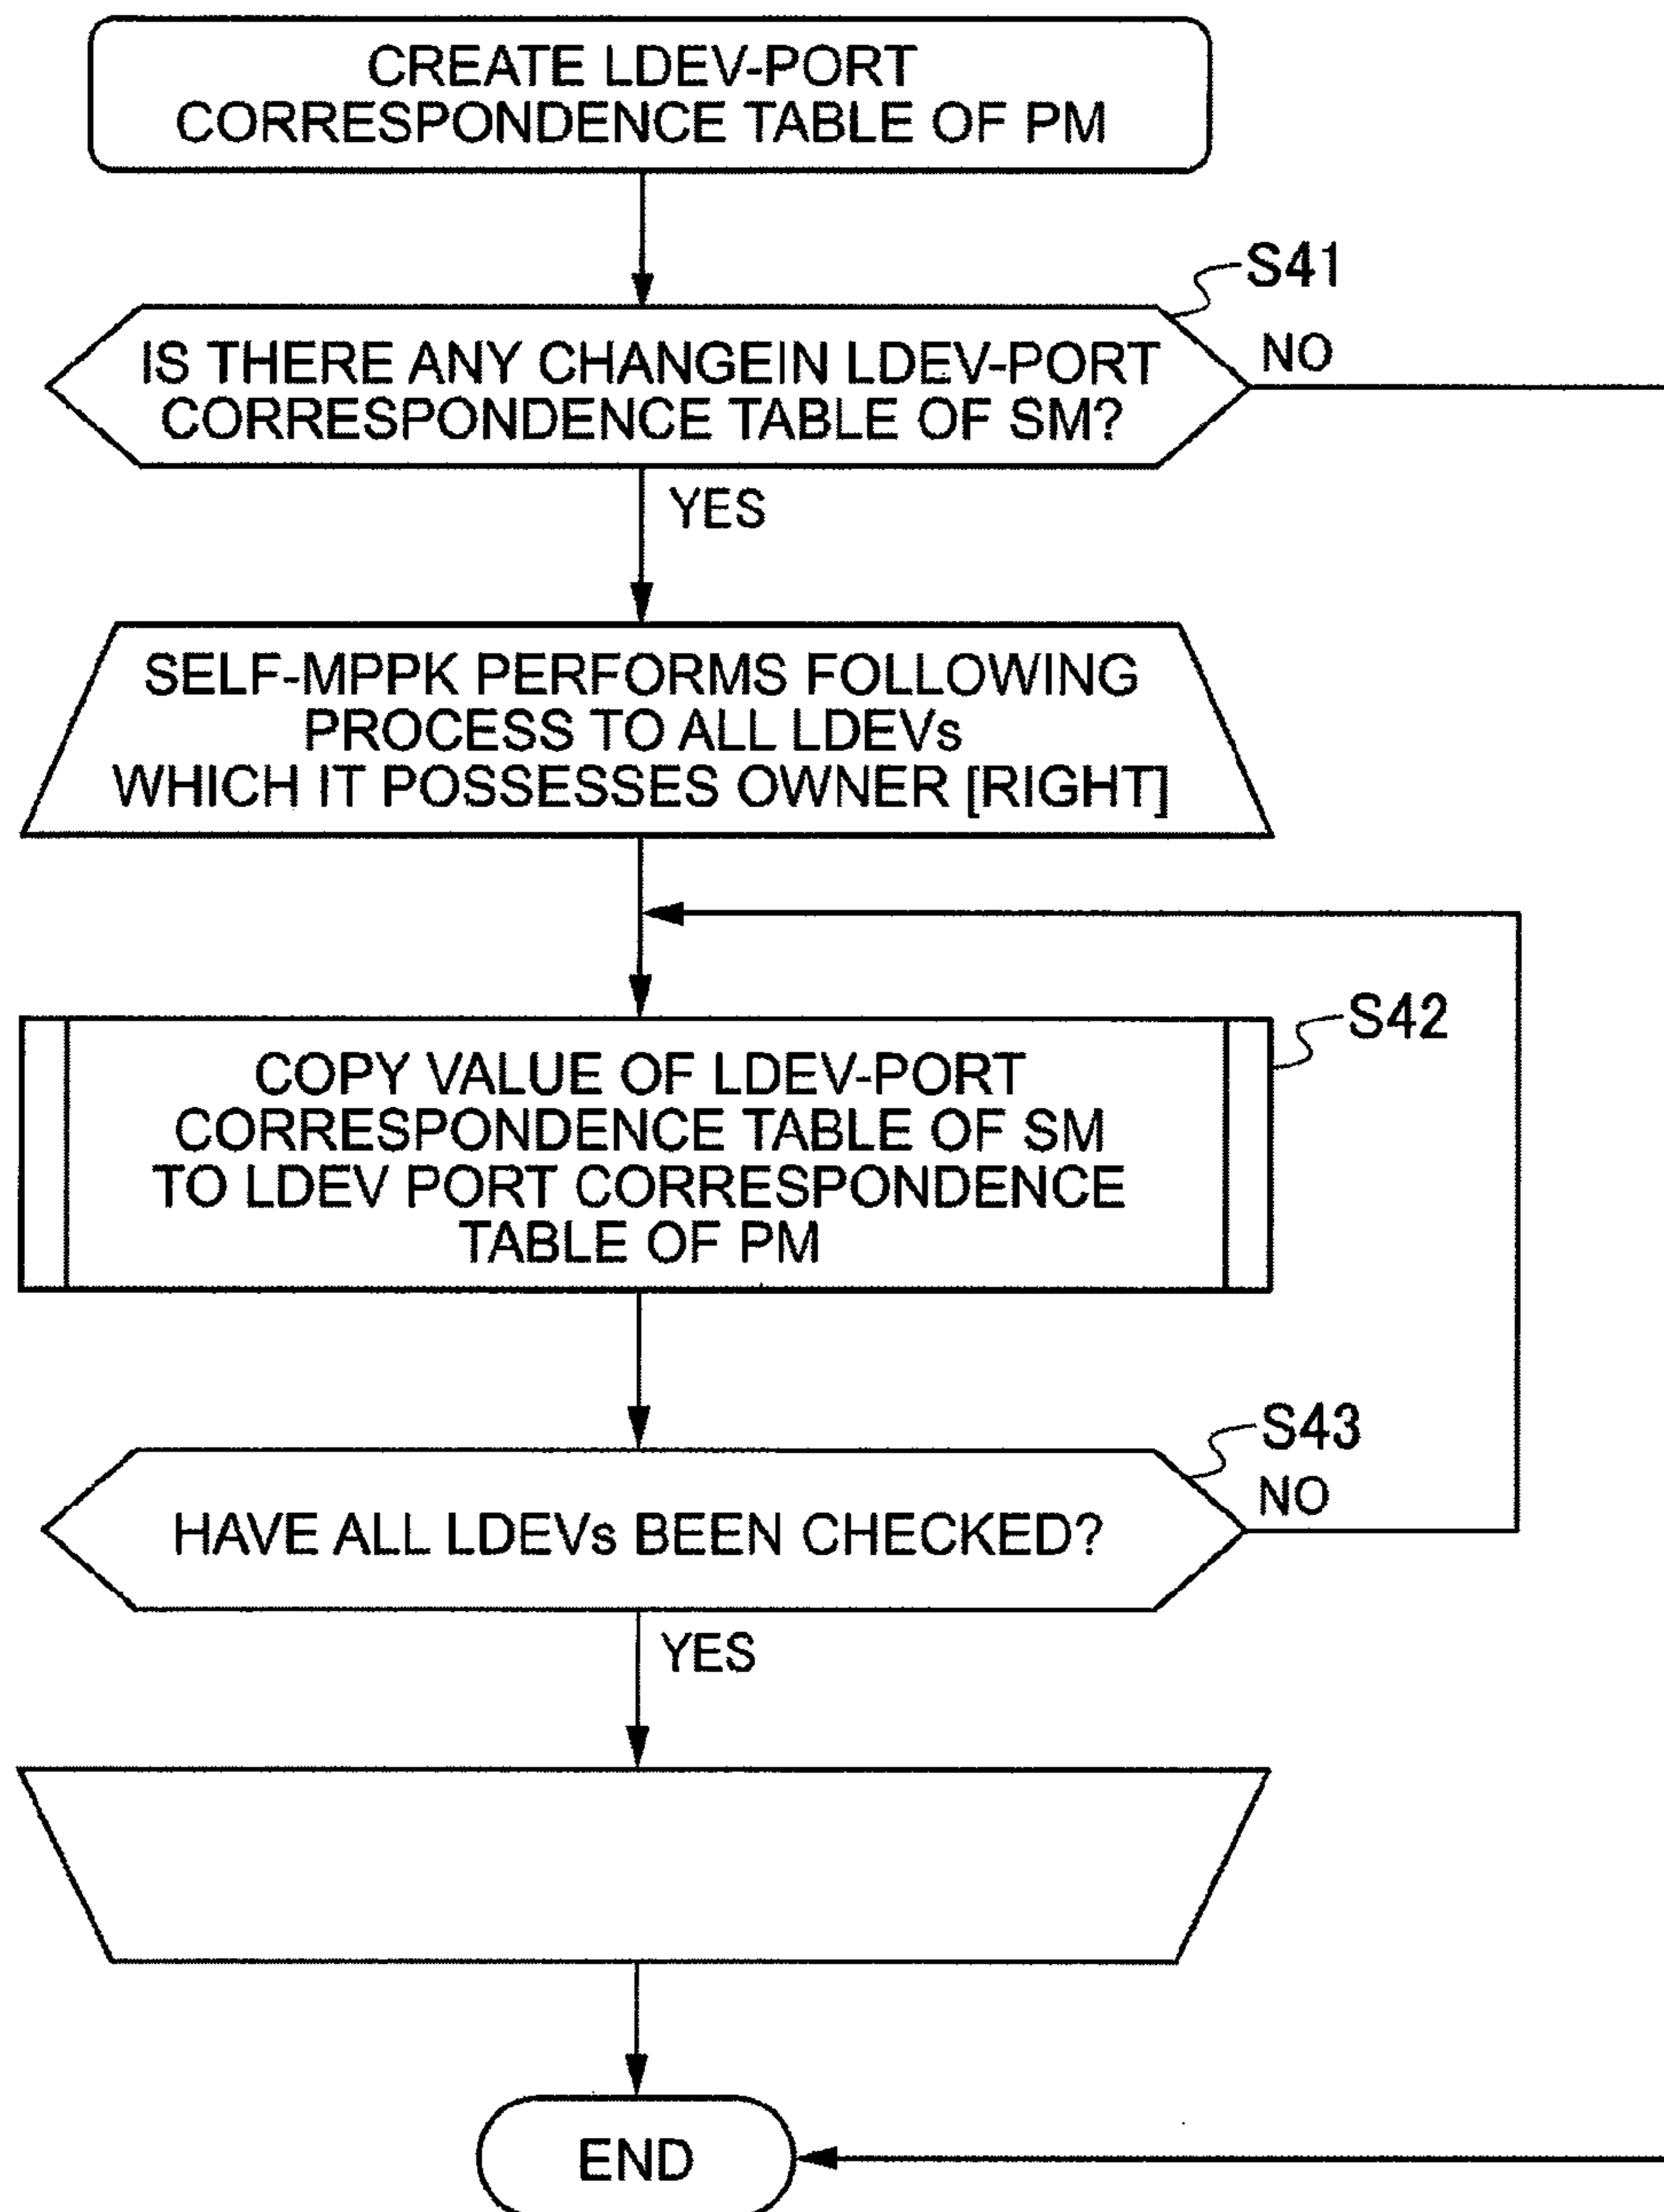 CREATE LDEV-PORT
CORRESPONDENCE TABLE OF PM
S41
IS THERE ANY CHANGEIN LDEV-PORT
CORRESPONDENCE TABLE OF SM?
NO
YES
SELF-MPPK PERFORMS FOLLOWING
PROCESS TO ALL LDEVs
WHICH IT POSSESSES OWNER [RIGHT]
S42
COPY VALUE OF LDEV-PORT
CORRESPONDENCE TABLE OF SM
TO LDEV PORT CORRESPONDENCE
TABLE OF PM
S43
NO
HAVE ALL LDEVs BEEN CHECKED?
YES
END